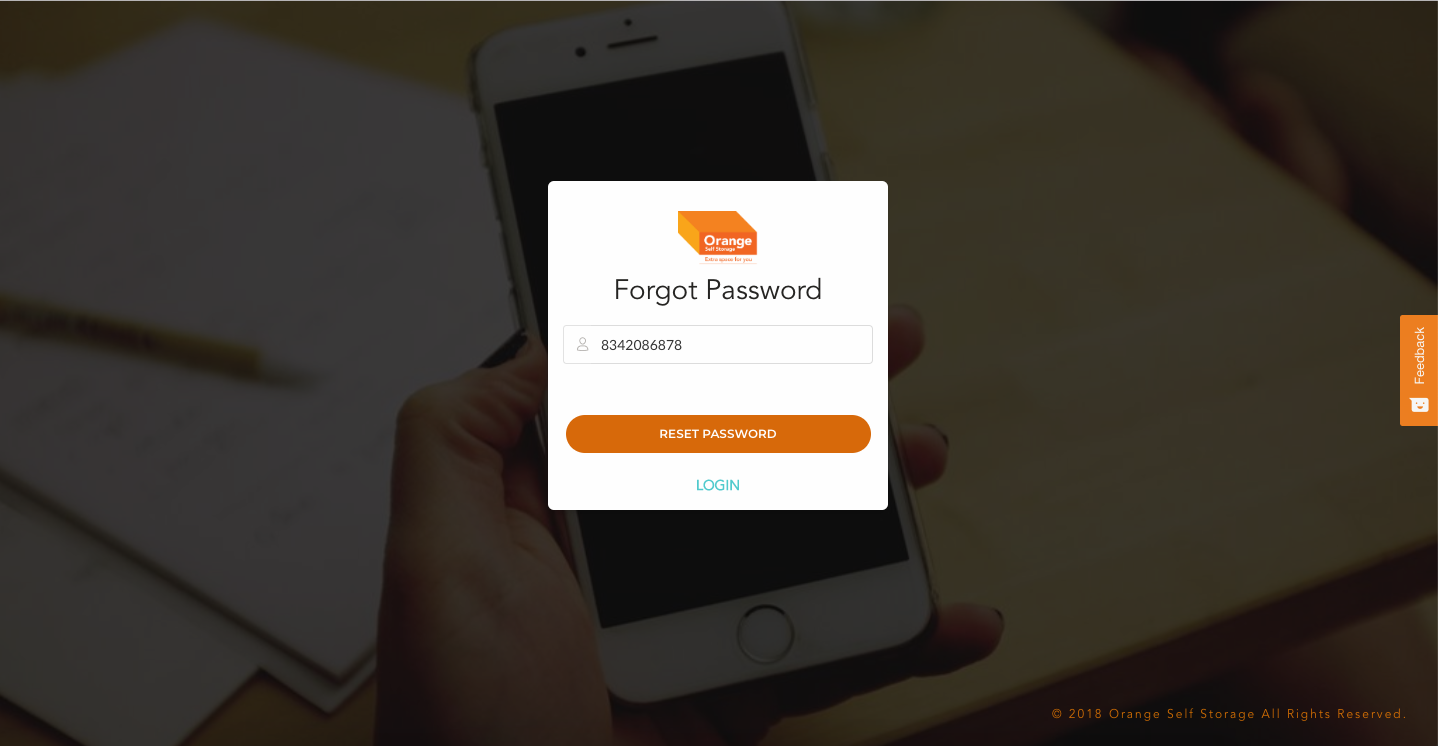 Orange
Self Storage
Extra space for you
Forgot Password
8342086878
RESET PASSWORD
LOGIN
Feedback
© 2018 Orange Self Storage All Rights Reserved.